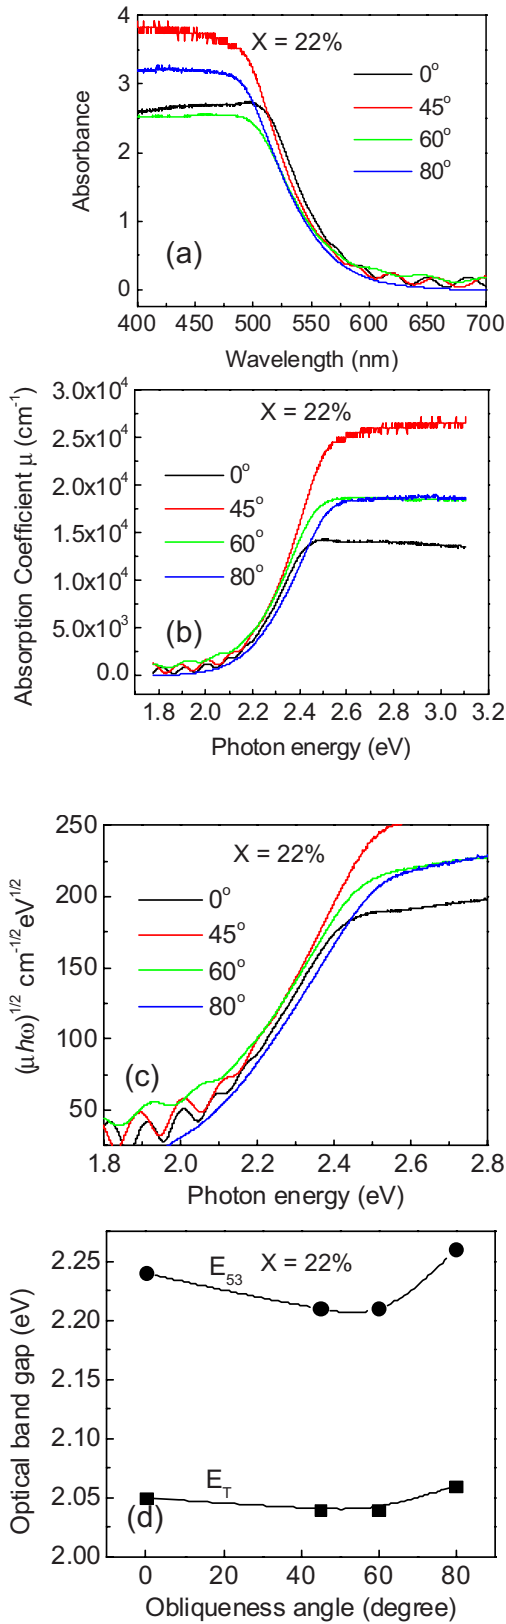 4
3
2
1
0
Absorbance
X = 22%
0°
45°
60°
80°
(a)
400 450 500 550 600 650 700
Wavelength (nm)
3.0x10⁴
2.5x10⁴
2.0x10⁴
1.5x10⁴
1.0x10⁴
5.0x10³
0.0
Absorption Coefficient μ (cm⁻¹)
X = 22%
0°
45°
60°
80°
(b)
1.8 2.0 2.2 2.4 2.6 2.8 3.0 3.2
Photon energy (eV)
250
200
150
100
50
(μħω)^1/2 cm^-1/2 eV^1/2
X = 22%
0°
45°
60°
80°
(c)
1.8 2.0 2.2 2.4 2.6 2.8
Photon energy (eV)
2.25
2.20
2.15
2.10
2.05
2.00
Optical band gap (eV)
E₅₃ X = 22%
E_T
(d)
0 20 40 60 80
Obliqueness angle (degree)